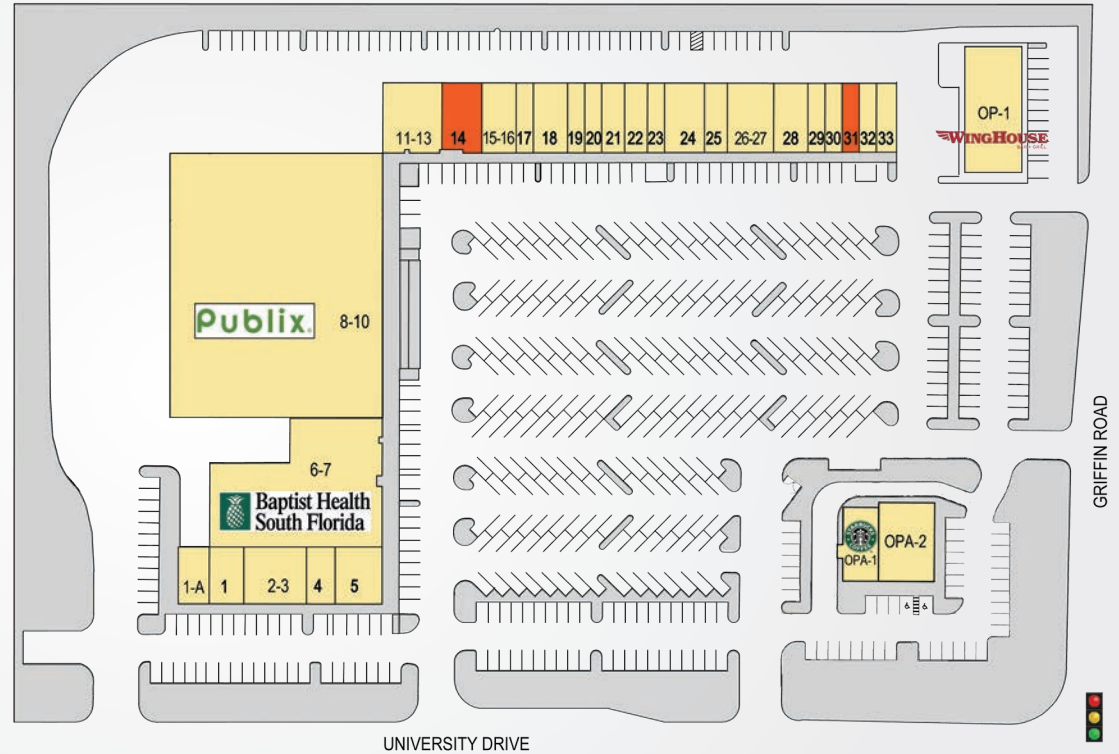 11-13
14
15-16
17
18
19
20
21
22
23
24
25
26-27
28
29
30
31
32
33
OP-1
WINGHOUSE
Publix.
8-10
6-7
Baptist Health
South Florida
1-A
1
2-3
4
5
OPA-1
OPA-2
GRIFFIN ROAD
UNIVERSITY DRIVE